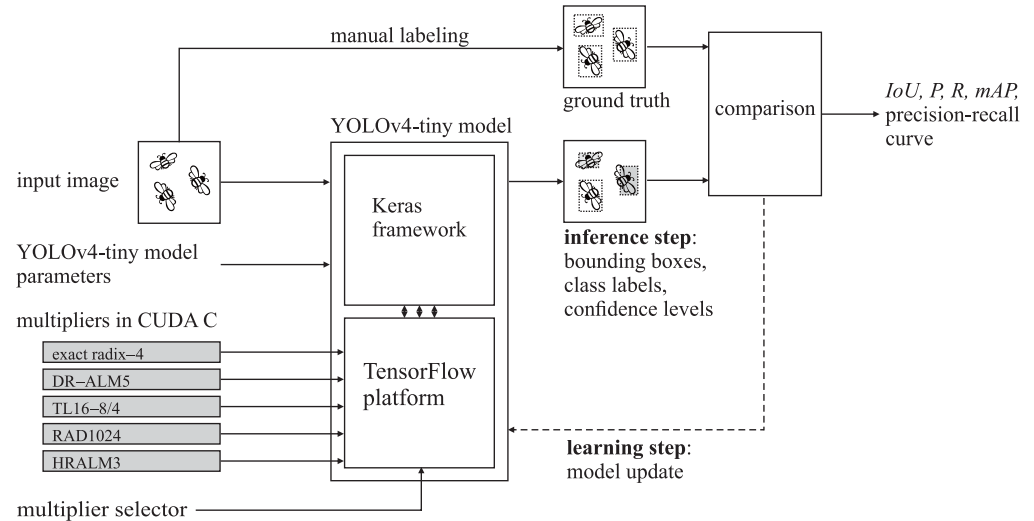 manual labeling
ground truth
comparison
IoU, P, R, mAP,
precision-recall
curve
YOLOv4-tiny model
input image
Keras
framework
inference step:
bounding boxes,
class labels,
confidence levels
YOLOv4-tiny model
parameters
multipliers in CUDA C
exact radix–4
DR–ALM5
TL16–8/4
RAD1024
HRALM3
TensorFlow
platform
learning step:
model update
multiplier selector